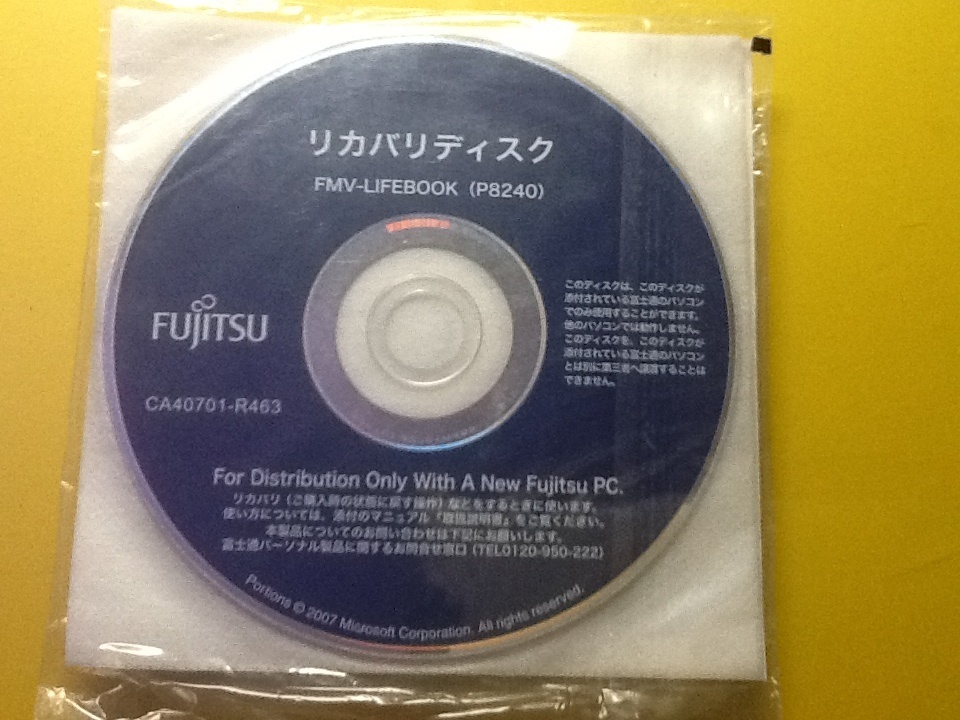 リカバリディスク
FMV-LIFEBOOK（P8240）
このディスクは、このディスクが
添付されている富士通のパソコン
でのみ使用することができます。
他のパソコンでは動作しません。
このディスクを、このディスクが
添付されている富士通のパソコン
とは別に第三者へ譲渡することは
できません。
FUJITSU
CA40701-R463
For Distribution Only With A New Fujitsu PC.
リカバリ（ご購入時の状態に戻す操作）などをするときに使います。
使い方については、添付のマニュアル『取扱説明書』をご覧ください。
本製品についてのお問い合わせは下記にお願いします。
富士通パーソナル製品に関するお問合せ窓口（TEL0120-950-222）
Portions © 2007 Microsoft Corporation. All rights reserved.